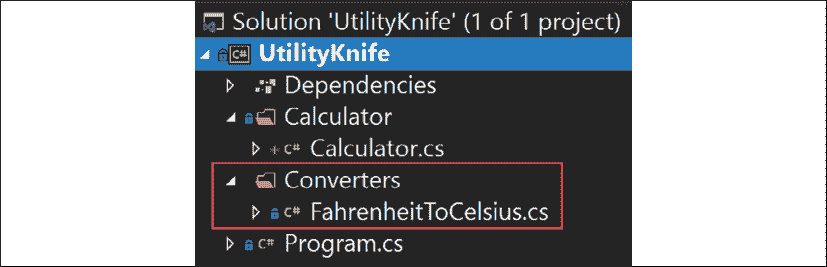 Solution 'UtilityKnife' (1 of 1 project)
C# UtilityKnife
Dependencies
Calculator
C# Calculator.cs
Converters
C# FahrenheitToCelsius.cs
C# Program.cs